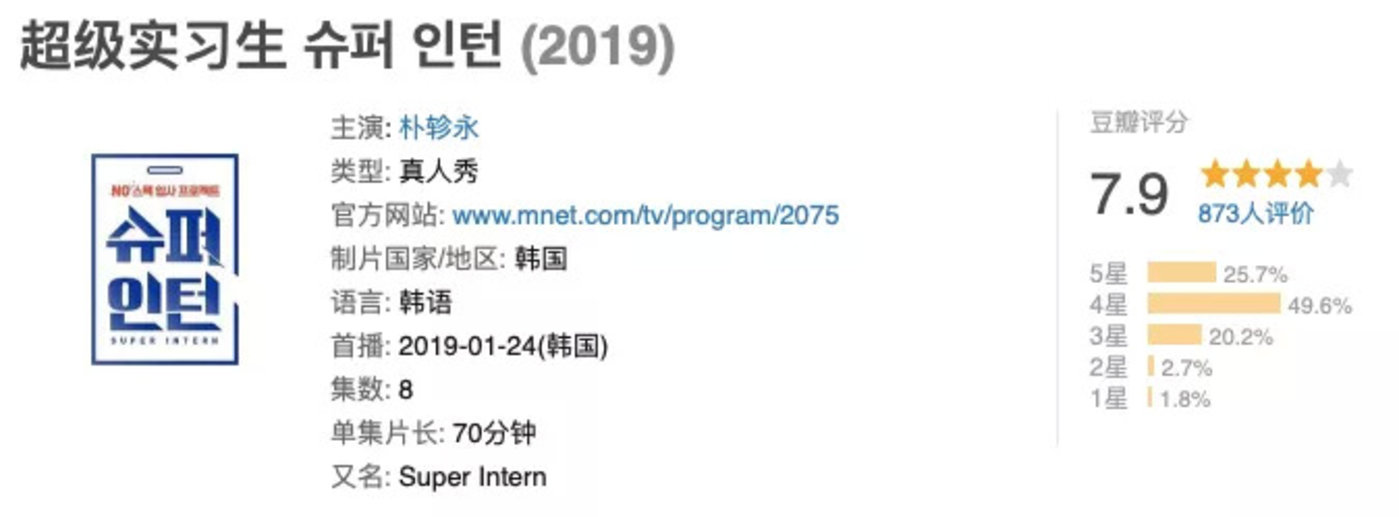 超级实习生 슈퍼 인턴 (2019)
NO스펙 입사 프로젝트
슈퍼
인턴
SUPER INTERN
主演: 朴轸永
类型: 真人秀
官方网站: www.mnet.com/tv/program/2075
制片国家/地区: 韩国
语言: 韩语
首播: 2019-01-24(韩国)
集数: 8
单集片长: 70分钟
又名: Super Intern
豆瓣评分
7.9
873人评价
5星 25.7%
4星 49.6%
3星 20.2%
2星 2.7%
1星 1.8%